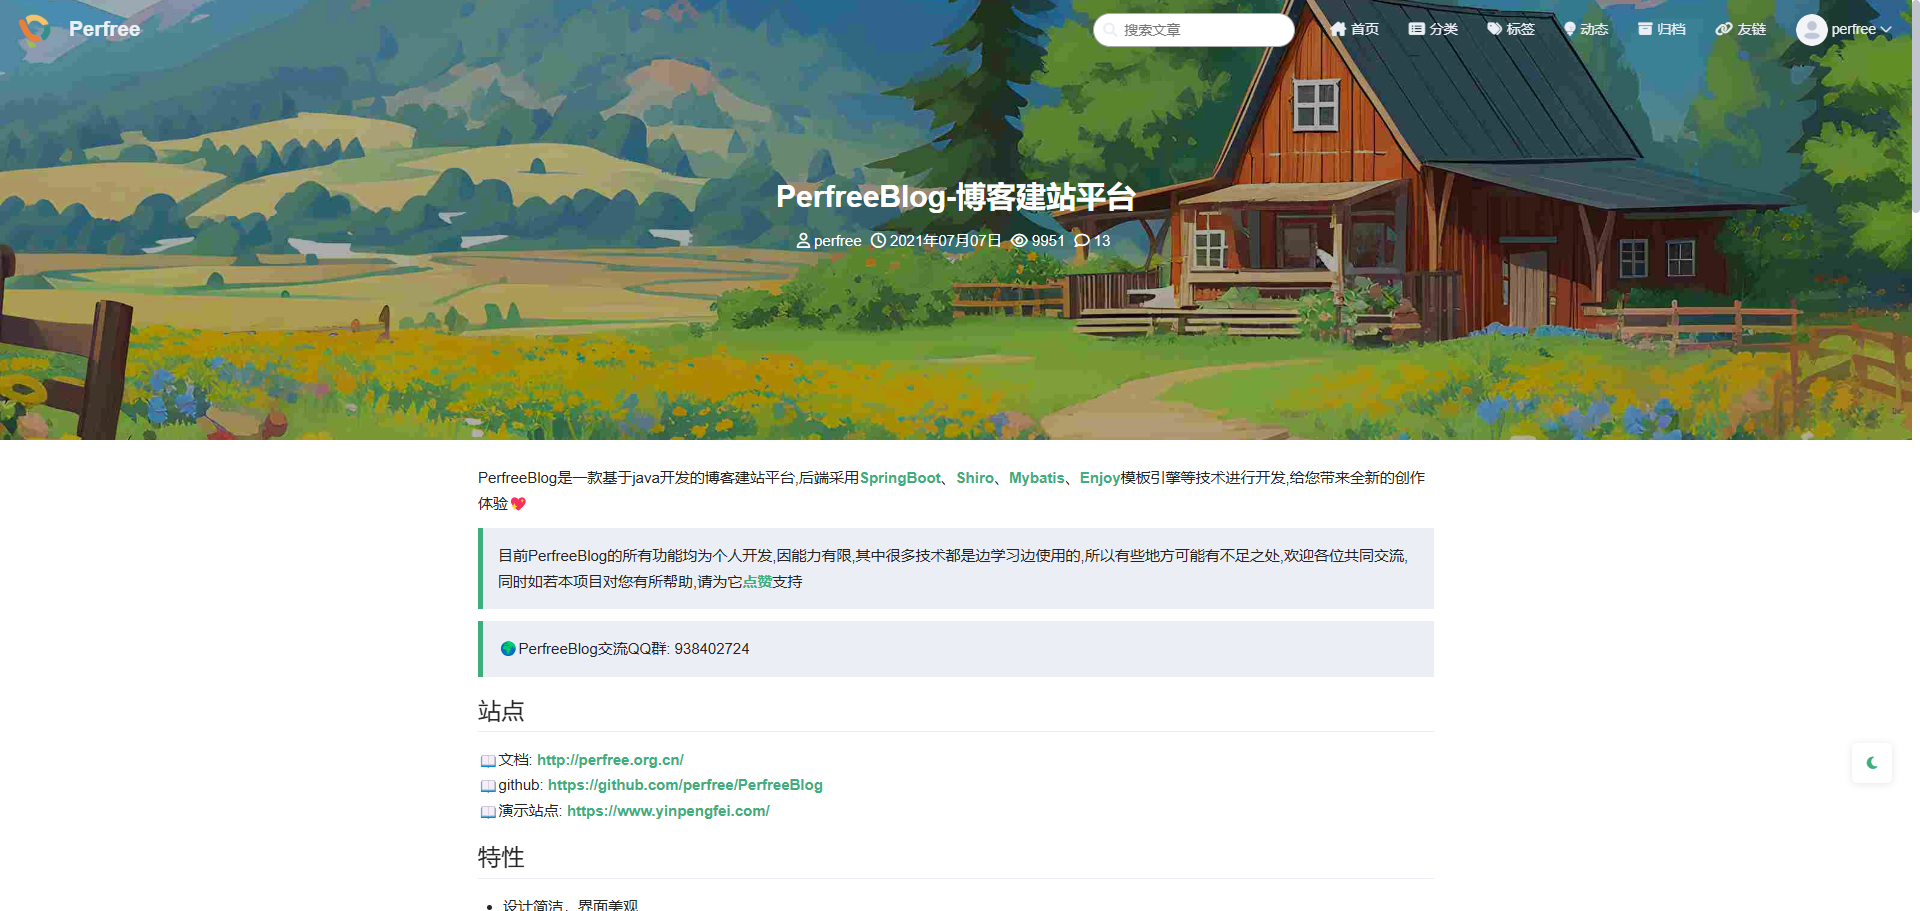 Perfree
搜索文章
首页 分类 标签 动态 归档 友链 perfree
PerfreeBlog-博客建站平台
perfree 2021年07月07日 9951 13
PerfreeBlog是一款基于java开发的博客建站平台,后端采用SpringBoot、Shiro、Mybatis、Enjoy模板引擎等技术进行开发,给您带来全新的创作
体验💖
目前PerfreeBlog的所有功能均为个人开发,因能力有限,其中很多技术都是边学习边使用的,所以有些地方可能有不足之处,欢迎各位共同交流,
同时如若本项目对您有所帮助,请为它点赞支持
🌍PerfreeBlog交流QQ群: 938402724
站点
📖文档: http://perfree.org.cn/
📖github: https://github.com/perfree/PerfreeBlog
📖演示站点: https://www.yinpengfei.com/
特性
设计简洁，界面美观